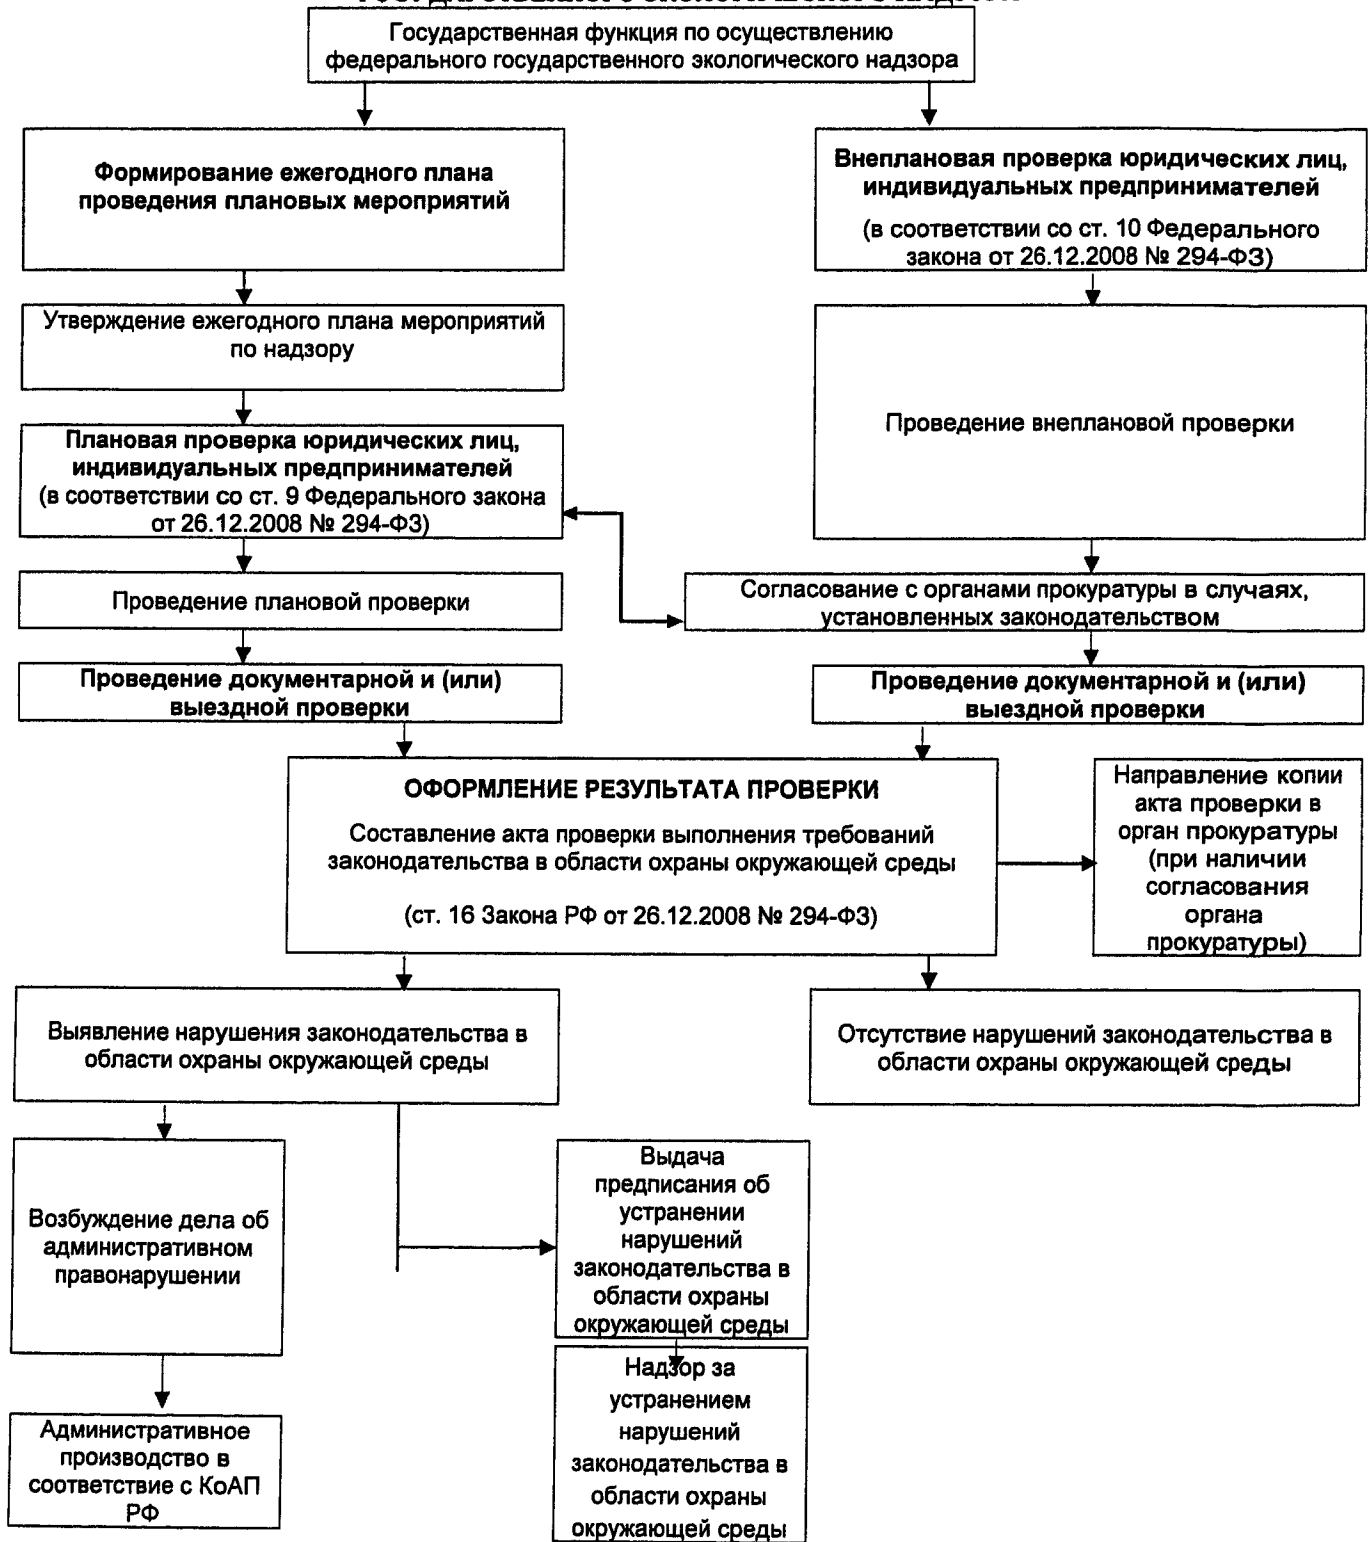 Государственная функция по осуществлению
федерального государственного экологического надзора
Формирование ежегодного плана
проведения плановых мероприятий
Внеплановая проверка юридических лиц,
индивидуальных предпринимателей
(в соответствии со ст. 10 Федерального
закона от 26.12.2008 № 294-ФЗ)
Утверждение ежегодного плана мероприятий
по надзору
Проведение внеплановой проверки
Плановая проверка юридических лиц,
индивидуальных предпринимателей
(в соответствии со ст. 9 Федерального закона
от 26.12.2008 № 294-ФЗ)
Проведение плановой проверки
Согласование с органами прокуратуры в случаях,
установленных законодательством
Проведение документарной и (или)
выездной проверки
Проведение документарной и (или)
выездной проверки
ОФОРМЛЕНИЕ РЕЗУЛЬТАТА ПРОВЕРКИ
Составление акта проверки выполнения требований
законодательства в области охраны окружающей среды
(ст. 16 Закона РФ от 26.12.2008 № 294-ФЗ)
Направление копии
акта проверки в
орган прокуратуры
(при наличии
согласования
органа
прокуратуры)
Выявление нарушения законодательства в
области охраны окружающей среды
Отсутствие нарушений законодательства в
области охраны окружающей среды
Возбуждение дела об
административном
правонарушении
Выдача
предписания об
устранении
нарушений
законодательства в
области охраны
окружающей среды
Административное
производство в
соответствие с КоАП
РФ
Надзор за
устранением
нарушений
законодательства в
области охраны
окружающей среды